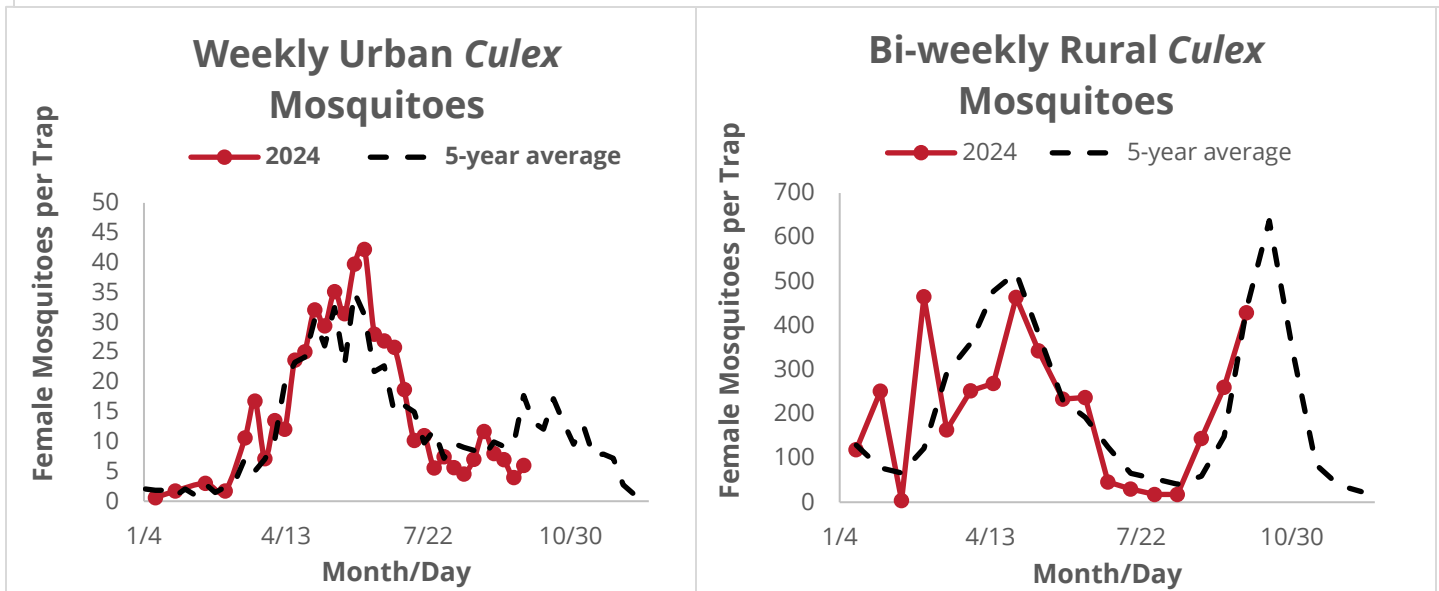 Weekly Urban Culex
Mosquitoes
2024
5-year average
Female Mosquitoes per Trap
50
45
40
35
30
25
20
15
10
5
0
1/4
4/13
7/22
10/30
Month/Day
Bi-weekly Rural Culex
Mosquitoes
2024
5-year average
Female Mosquitoes per Trap
700
600
500
400
300
200
100
0
1/4
4/13
7/22
10/30
Month/Day